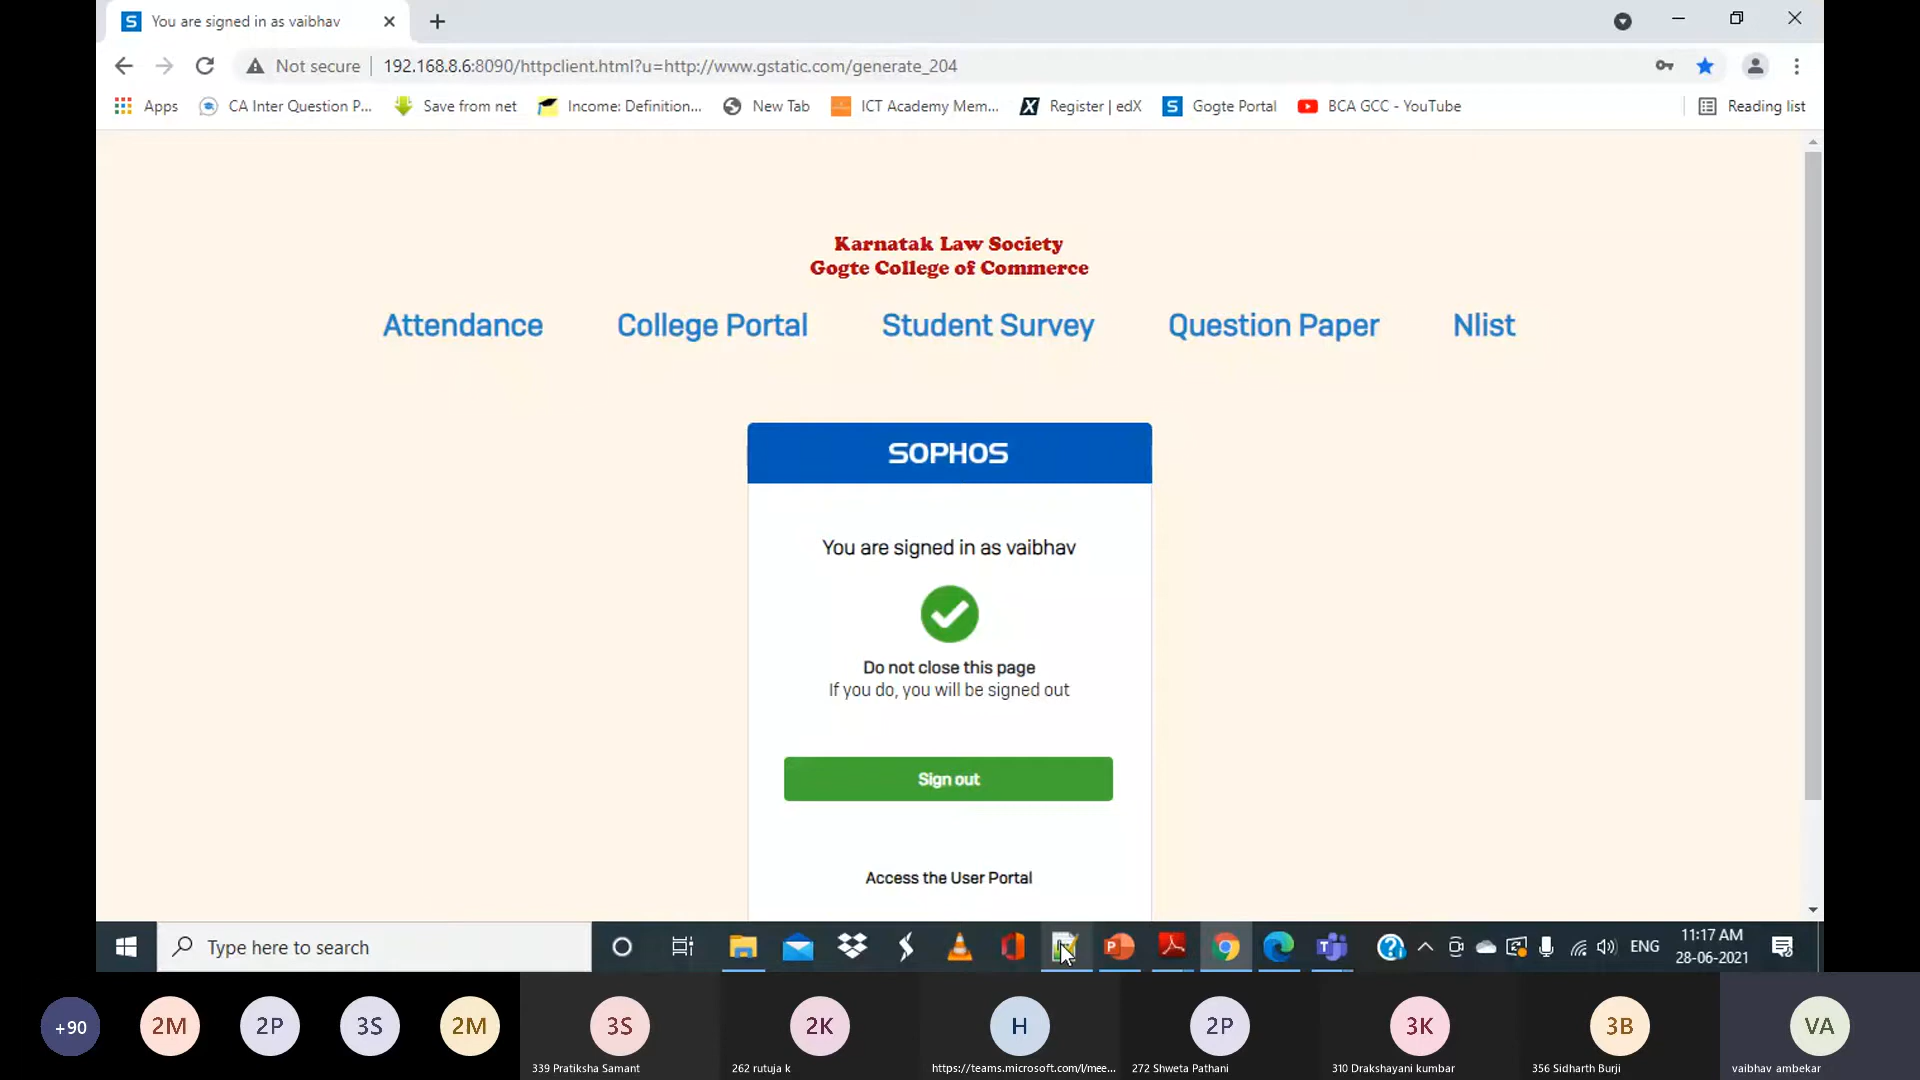 You are signed in as vaibhav
Not secure
192.168.8.6:8090/httpclient.html?u=http://www.gstatic.com/generate_204
Apps
CA Inter Question P...
Save from net
Income: Definition...
New Tab
ICT Academy Mem...
Register | edX
Gogte Portal
BCA GCC - YouTube
Reading list
Karnatak Law Society
Gogte College of Commerce
Attendance
College Portal
Student Survey
Question Paper
Nlist
SOPHOS
You are signed in as vaibhav
Do not close this page
If you do, you will be signed out
Sign out
Access the User Portal
Type here to search
ENG
11:17 AM
28-06-2021
+90
2M
2P
3S
2M
3S
339 Pratiksha Samant
2K
262 rutuja k
H
https://teams.microsoft.com/l/mee...
2P
272 Shweta Pathani
3K
310 Drakshayani kumbar
3B
356 Sidharth Burji
VA
vaibhav ambekar